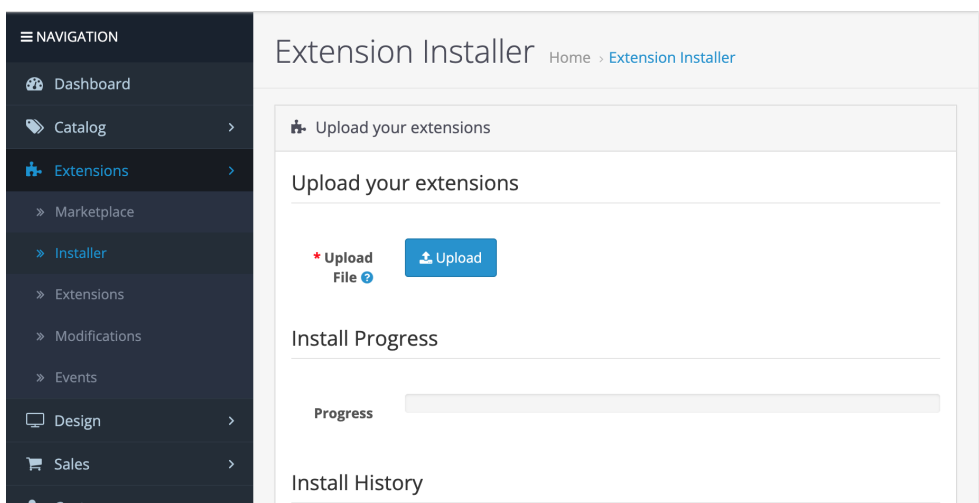 NAVIGATION
Dashboard
Catalog
Extensions
Marketplace
Installer
Extensions
Modifications
Events
Design
Sales
Extension Installer Home › Extension Installer
Upload your extensions
Upload your extensions
* Upload
File
Upload
Install Progress
Progress
Install History